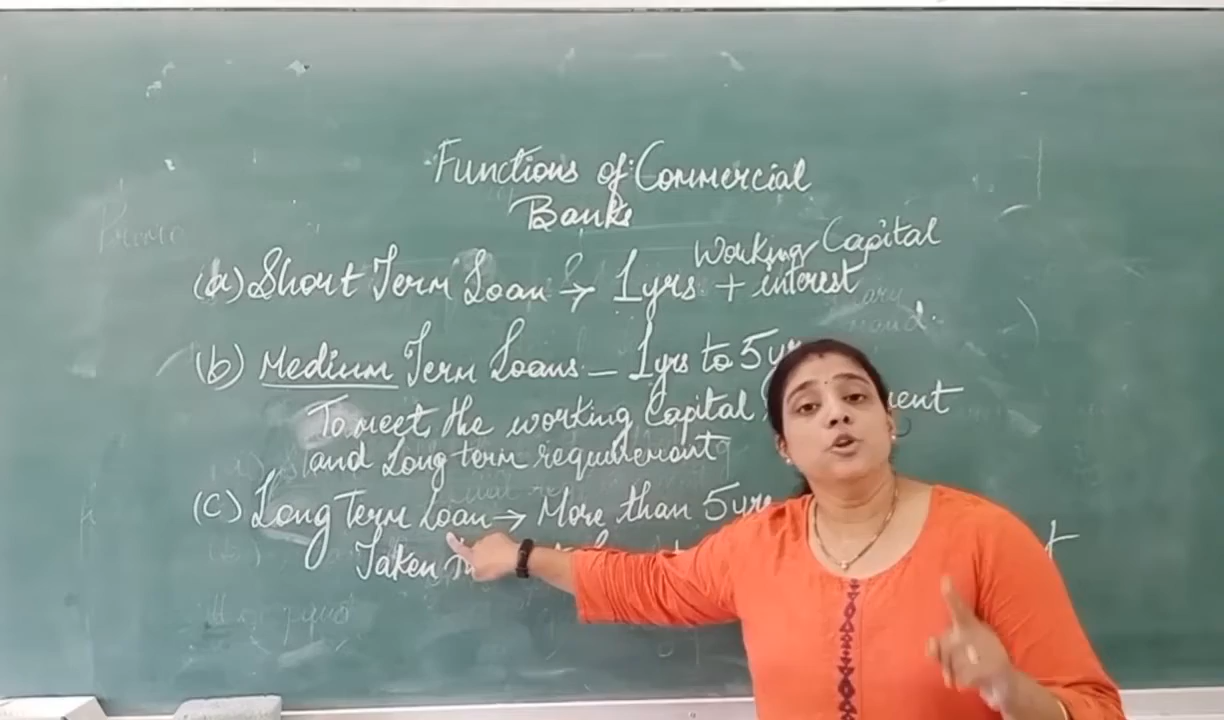 Functions of Commercial
Banks
Working Capital
(a) Short Term Loan → 1yrs + interest
(b) Medium Term Loans - 1yrs to 5yrs
To meet the working Capital
and Long term requirement
(c) Long Term Loan → More than 5yrs
Taken